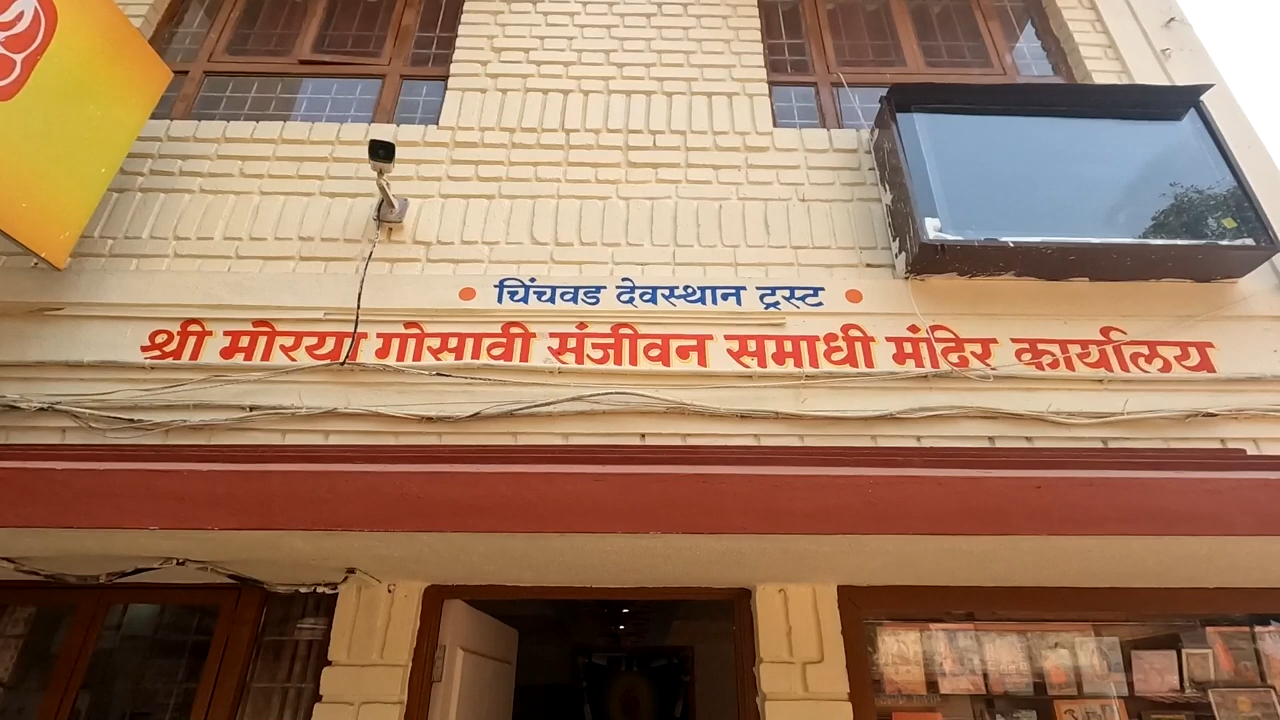 • चिंचवड देवस्थान ट्रस्ट •
श्री मोरया गोसावी संजीवन समाधी मंदिर कार्यालय